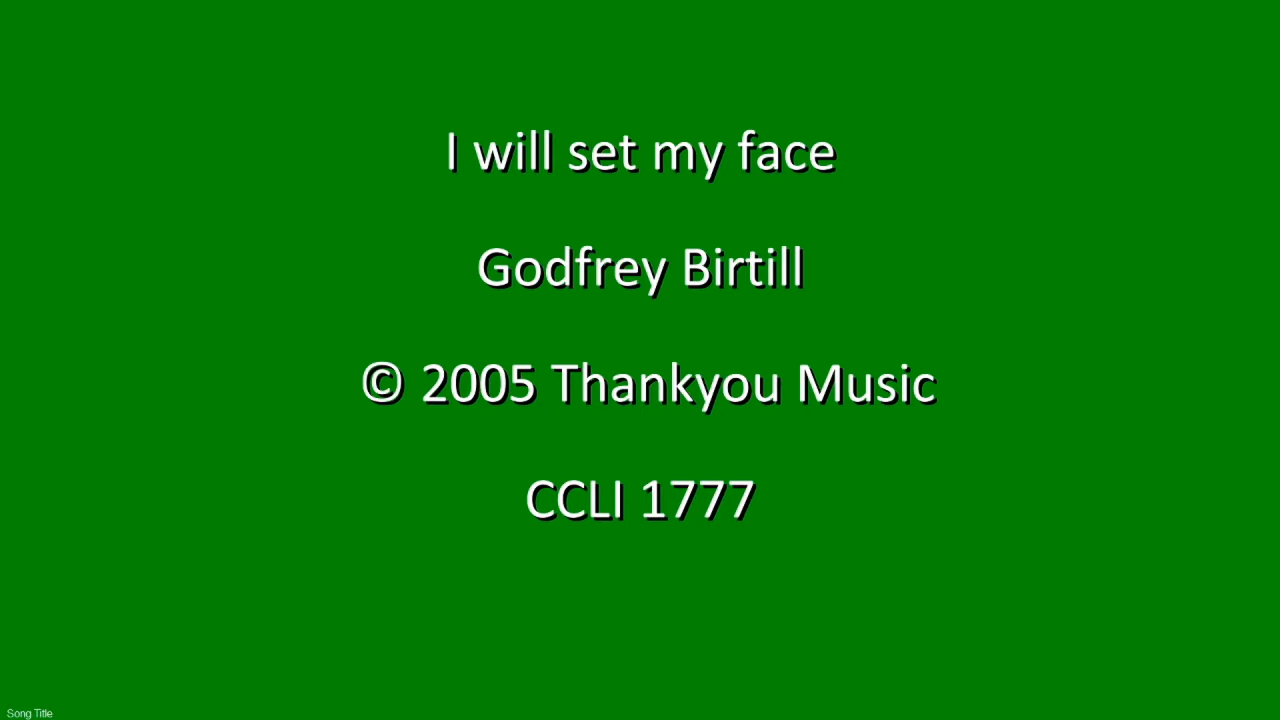 I will set my face
Godfrey Birtill
© 2005 Thankyou Music
CCLI 1777
Song Title